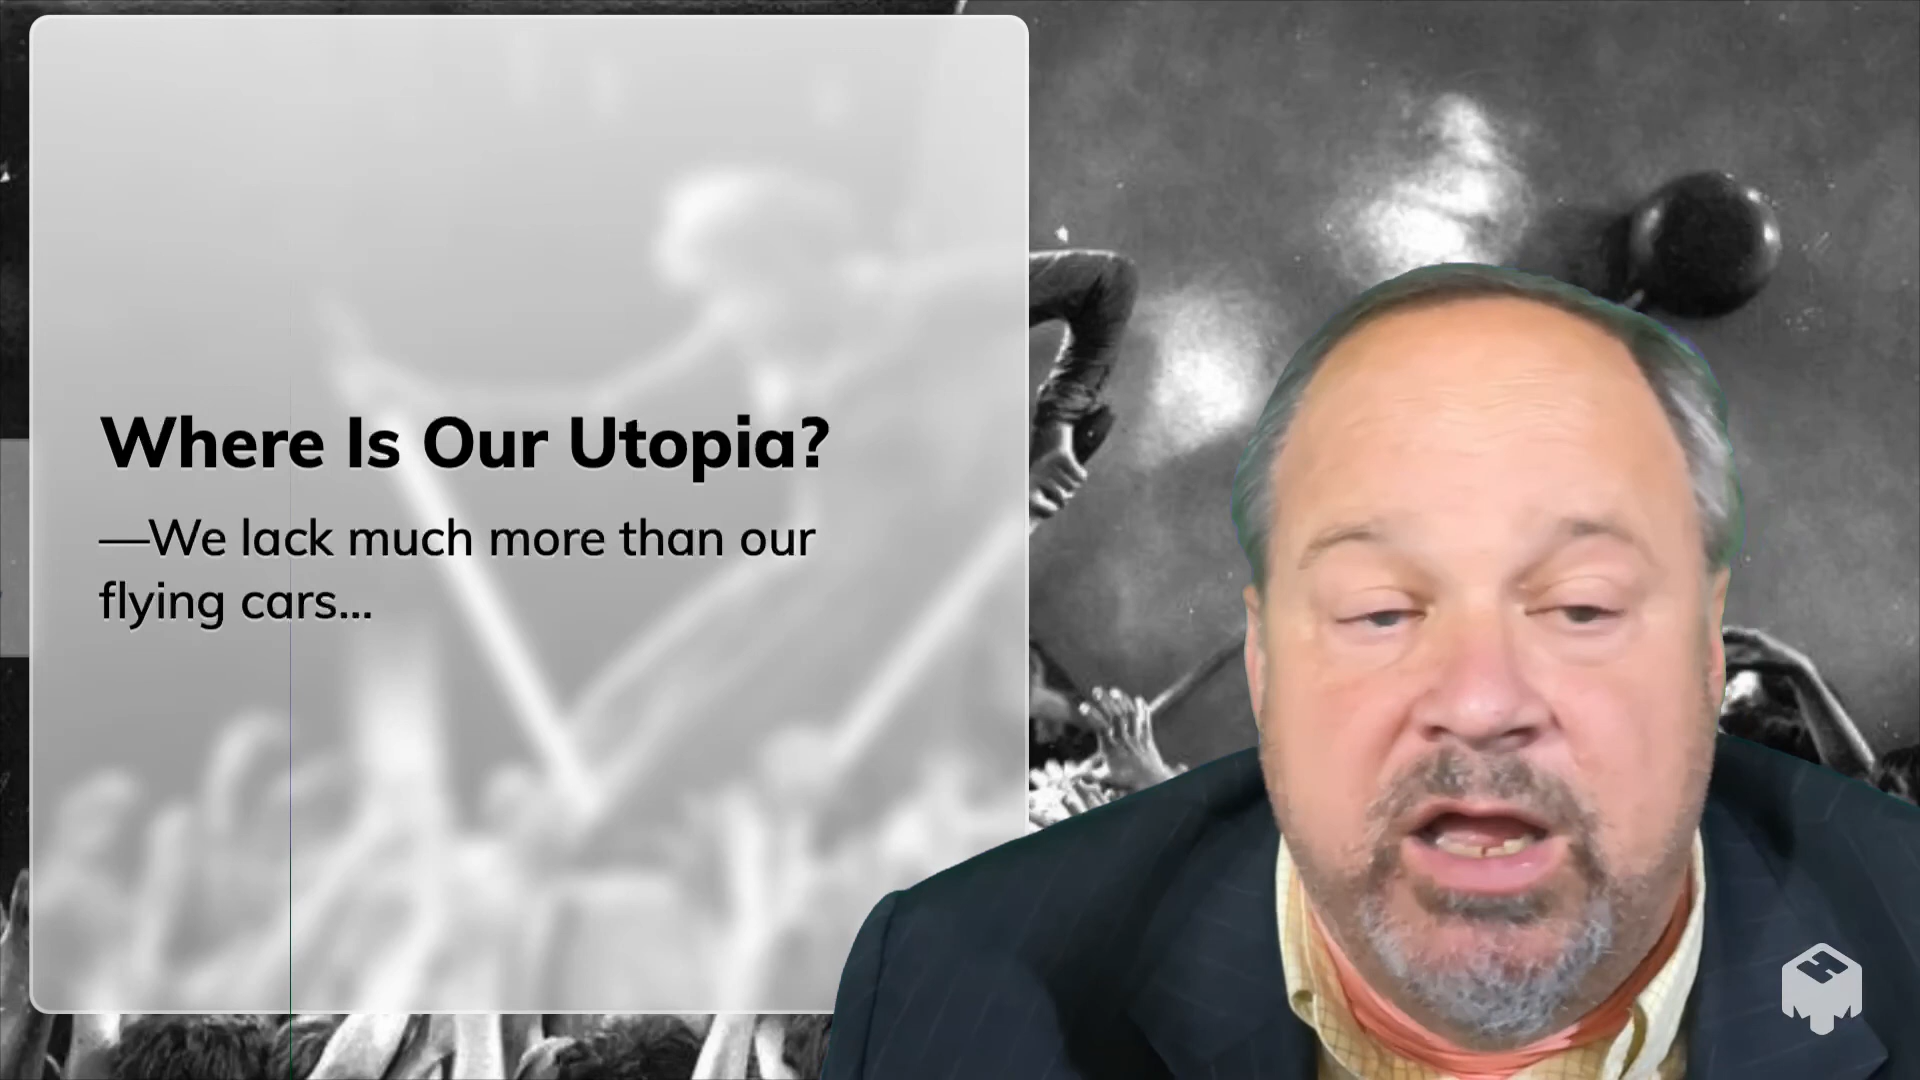 Where Is Our Utopia?
—We lack much more than our
flying cars...